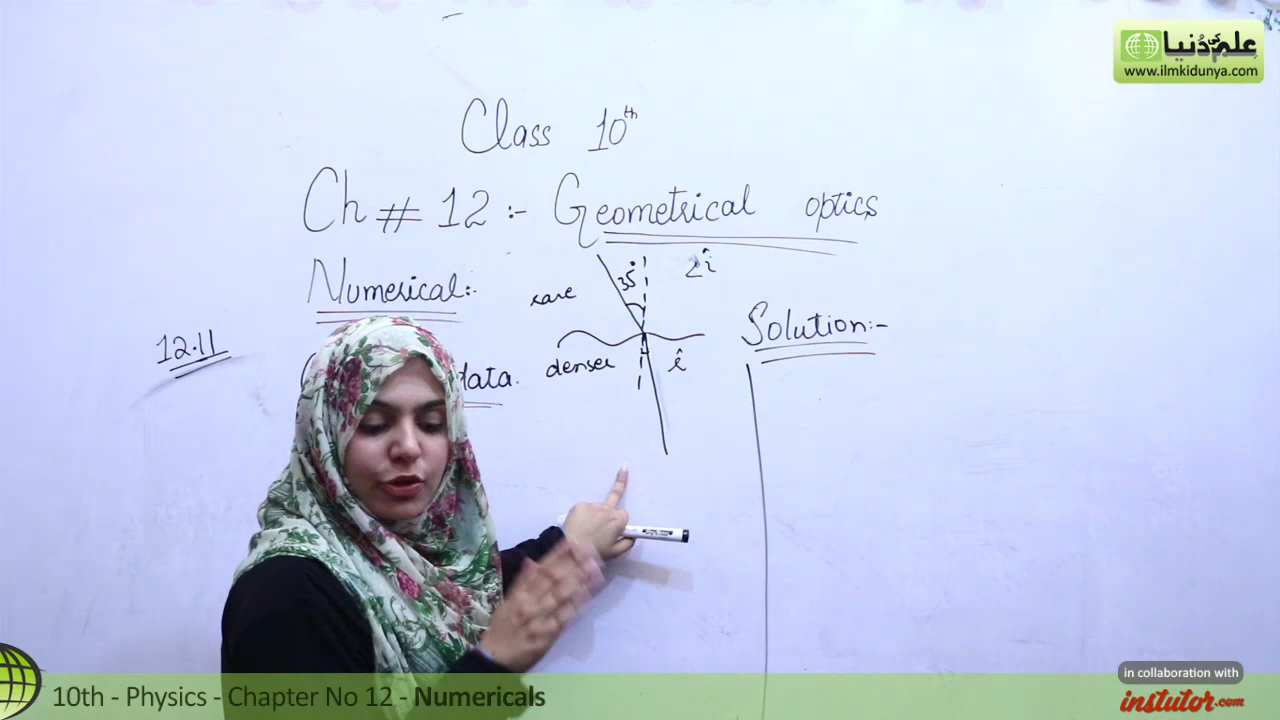 علم کی دُنیا
www.ilmkidunya.com
Class 10th
Ch # 12 :- Geometrical optics
Numerical:-
rare
35°
2î
12.11
data.
denser
r̂
Solution:-
in collaboration with
instutor.com
10th - Physics - Chapter No 12 - Numericals